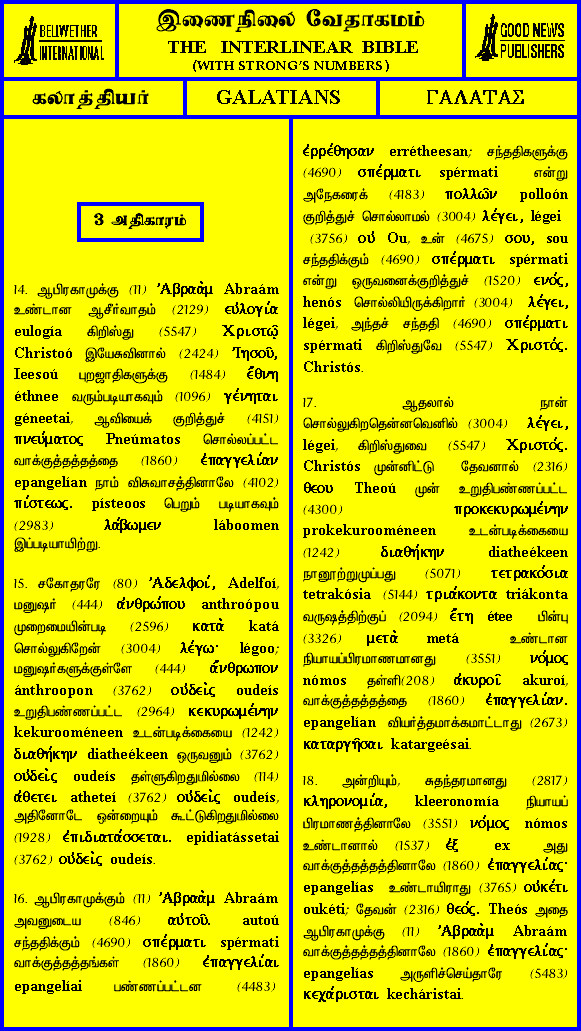 BELIWETHER
INTERNATIONAL
இணைநிலை வேதாகமம்
THE INTERLINEAR BIBLE
(WITH STRONG'S NUMBERS)
GOOD NEWS
PUBLISHERS
கலாத்தியர்
GALATIANS
ΓΑΛΑΤΑΣ
3 அதிகாரம்
14. ஆபிரகாமுக்கு (11) Ἀβραὰμ Abraám
உண்டான ஆசீர்வாதம் (2129) εὐλογία
eulogía கிறிஸ்து (5547) Χριστῷ
Christoó இயேசுவினால் (2424) Ἰησοῦ,
Ieesoú புறஜாதிகளுக்கு (1484) ἔθνη
éthnee வரும்படியாகவும் (1096) γένηται
géneetai, ஆவியைக் குறித்துச் (4151)
πνεύματος Pneúmatos சொல்லப்பட்ட
வாக்குத்தத்தத்தை (1860) ἐπαγγελίαν
epangelían நாம் விசுவாசத்தினாலே (4102)
πίστεως. písteoos பெறும் படியாகவும்
(2983) λάβωμεν láboomen
இப்படியாயிற்று.
15. சகோதரரே (80) Ἀδελφοί, Adelfoí,
மனுஷர் (444) ἀνθρώπου anthroópou
முறைமையின்படி (2596) κατὰ katá
சொல்லுகிறேன் (3004) λέγω· légoo;
மனுஷர்களுக்குள்ளே (444) ἄνθρωπον
ánthroopon (3762) οὐδεὶς oudeís
உறுதிபண்ணப்பட்ட (2964) κεκυρωμένην
kekurooméneen உடன்படிக்கையை (1242)
διαθήκην diatheékeen ஒருவனும் (3762)
οὐδεὶς oudeís தள்ளுகிறதுமில்லை (114)
ἀθετει atheteí (3762) οὐδεὶς oudeís,
அதினோடே ஒன்றையும் கூட்டுகிறதுமில்லை
(1928) ἐπιδιατάσσεται. epidiatássetai
(3762) οὐδεὶς oudeís.
16. ஆபிரகாமுக்கும் (11) Ἀβραὰμ Abraám
அவனுடைய (846) αὐτοῦ. autoú
சந்ததிக்கும் (4690) σπέρματι spérmati
வாக்குத்தத்தங்கள் (1860) ἐπαγγελίαι
epangelíai பண்ணப்பட்டன (4483)
ἐρρέθησαν errétheesan; சந்ததிகளுக்கு
(4690) σπέρματι spérmati என்று
அநேகரைக் (4183) πολλῶν polloón
குறித்துச் சொல்லாமல் (3004) λέγει, légei
(3756) οὐ Ou, உன் (4675) σου, sou
சந்ததிக்கும் (4690) σπέρματι spérmati
என்று ஒருவனைக்குறித்துச் (1520) ενός,
henós சொல்லியிருக்கிறார் (3004) λέγει,
légei, அந்தச் சந்ததி (4690) σπέρματι
spérmati கிறிஸ்துவே (5547) Χριστός.
Christós.
17. ஆதலால் நான்
சொல்லுகிறதென்னவெனில் (3004) λέγει,
légei, கிறிஸ்துவை (5547) Χριστός.
Christós முன்னிட்டு தேவனால் (2316)
θεου Theoú முன் உறுதிபண்ணப்பட்ட
(4300) προκεκυρωμένην
prokekurooméneen உடன்படிக்கையை
(1242) διαθήκην diatheékeen
நானூற்றுமுப்பது (5071) τετρακόσια
tetrakósia (5144) τριάκοντα triákonta
வருஷத்திற்குப் (2094) ἔτη étee பின்பு
(3326) μετὰ metá உண்டான
நியாயப்பிரமாணமானது (3551) νόμος
nómos தள்ளி(208) ἀκυροῖ akuroí,
வாக்குத்தத்தத்தை (1860) ἐπαγγελίαν.
epangelían வியர்த்தமாக்கமாட்டாது (2673)
καταργῆσαι katargeésai.
18. அன்றியும், சுதந்தரமானது (2817)
κληρονομία, kleeronomía நியாயப்
பிரமாணத்தினாலே (3551) νόμος nómos
உண்டானால் (1537) ἐξ ex அது
வாக்குத்தத்தத்தினாலே (1860) ἐπαγγελίας·
epangelías உண்டாயிராது (3765) οὐκέτι
oukéti; தேவன் (2316) θεός. Theós அதை
ஆபிரகாமுக்கு (11) Ἀβραὰμ Abraám
வாக்குத்தத்தத்தினாலே (1860) ἐπαγγελίας·
epangelías அருளிச்செய்தாரே (5483)
κεχάρισται kecháristai.